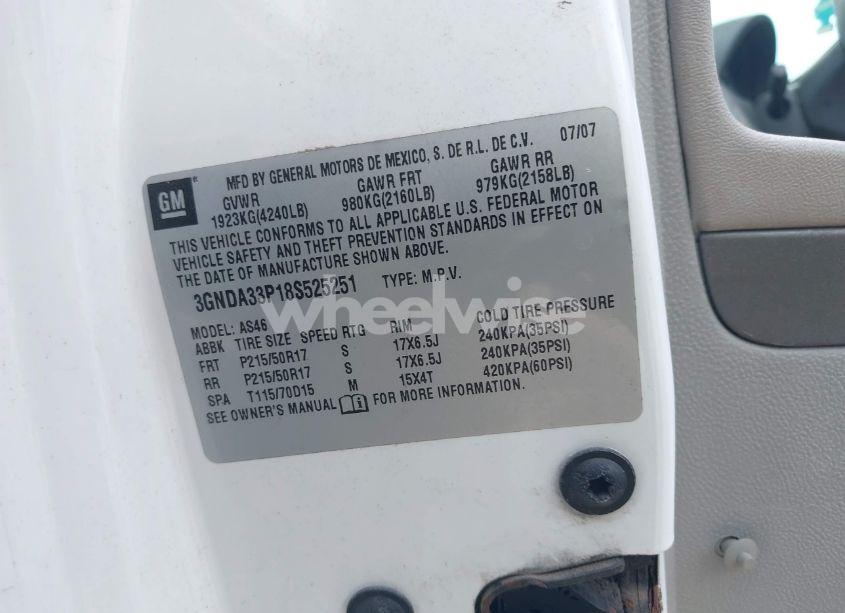 GM
MFD BY GENERAL MOTORS DE MEXICO, S. DE R.L. DE C.V. 07/07
GVWR GAWR FRT GAWR RR
1923KG(4240LB) 980KG(2160LB) 979KG(2158LB)
THIS VEHICLE CONFORMS TO ALL APPLICABLE U.S. FEDERAL MOTOR
VEHICLE SAFETY AND THEFT PREVENTION STANDARDS IN EFFECT ON
THE DATE OF MANUFACTURE SHOWN ABOVE.
3GNDA33P18S525251 TYPE: M.P.V.
wheelwise
MODEL: AS46
ABBK TIRE SIZE SPEED RTG RIM COLD TIRE PRESSURE
FRT P215/50R17 S 17X6.5J 240KPA(35PSI)
RR P215/50R17 S 17X6.5J 240KPA(35PSI)
SPA T115/70D15 M 15X4T 420KPA(60PSI)
SEE OWNER'S MANUAL FOR MORE INFORMATION.